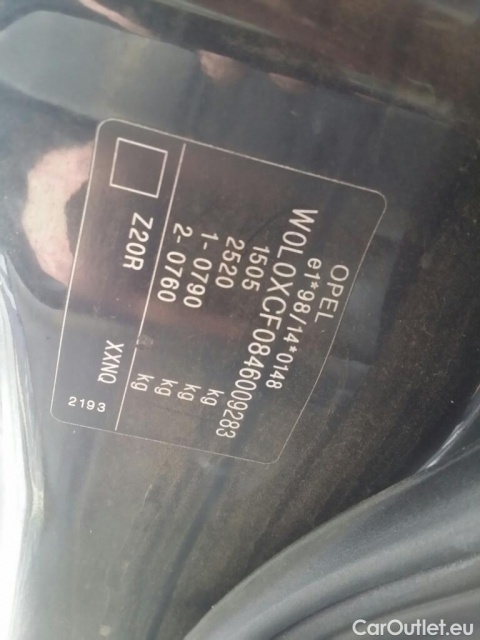 OPEL
e1*98/14*0148
W0L0XCF0846009283
1505 kg
2520 kg
1- 0790 kg
2- 0760 kg
Z20R XXNQ
2193
CarOutlet.eu